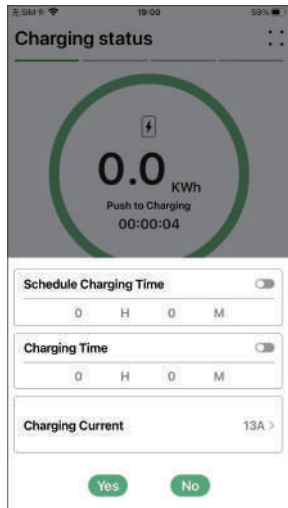 无SIM卡
19:00
59%
Charging status
0.0 KWh
Push to Charging
00:00:04
Schedule Charging Time
0 H 0 M
Charging Time
0 H 0 M
Charging Current 13A >
Yes No